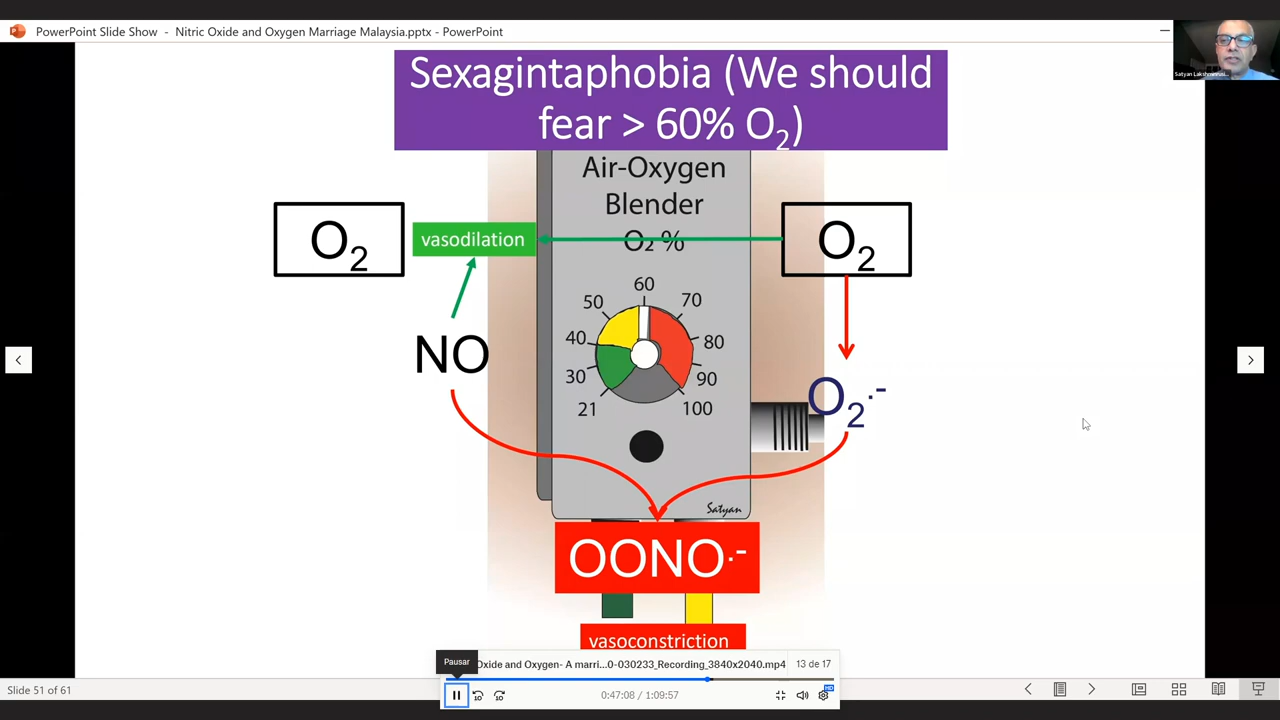 PowerPoint Slide Show - Nitric Oxide and Oxygen Marriage Malaysia.pptx - PowerPoint
Sexagintaphobia (We should
fear > 60% O₂)
Air-Oxygen
Blender
O₂ %
O₂
vasodilation
O₂
NO
60
50
70
40
80
30
90
21
100
O₂·-
Satyan
OONO·-
vasoconstriction
Pausar
Oxide and Oxygen- A marri...0-030233_Recording_3840x2040.mp4
13 de 17
10
10
HD
0:47:08 / 1:09:57
Slide 51 of 61